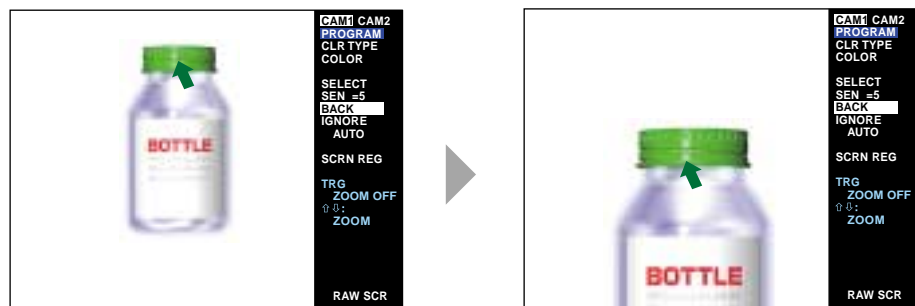 CAM1 CAM2
PROGRAM
CLR TYPE
COLOR
SELECT
SEN =5
BACK
IGNORE
AUTO
SCRN REG
TRG
ZOOM OFF
⇧⇩:
ZOOM
RAW SCR
BOTTLE
CAM1 CAM2
PROGRAM
CLR TYPE
COLOR
SELECT
SEN =5
BACK
IGNORE
AUTO
SCRN REG
TRG
ZOOM OFF
⇧⇩:
ZOOM
RAW SCR
BOTTLE